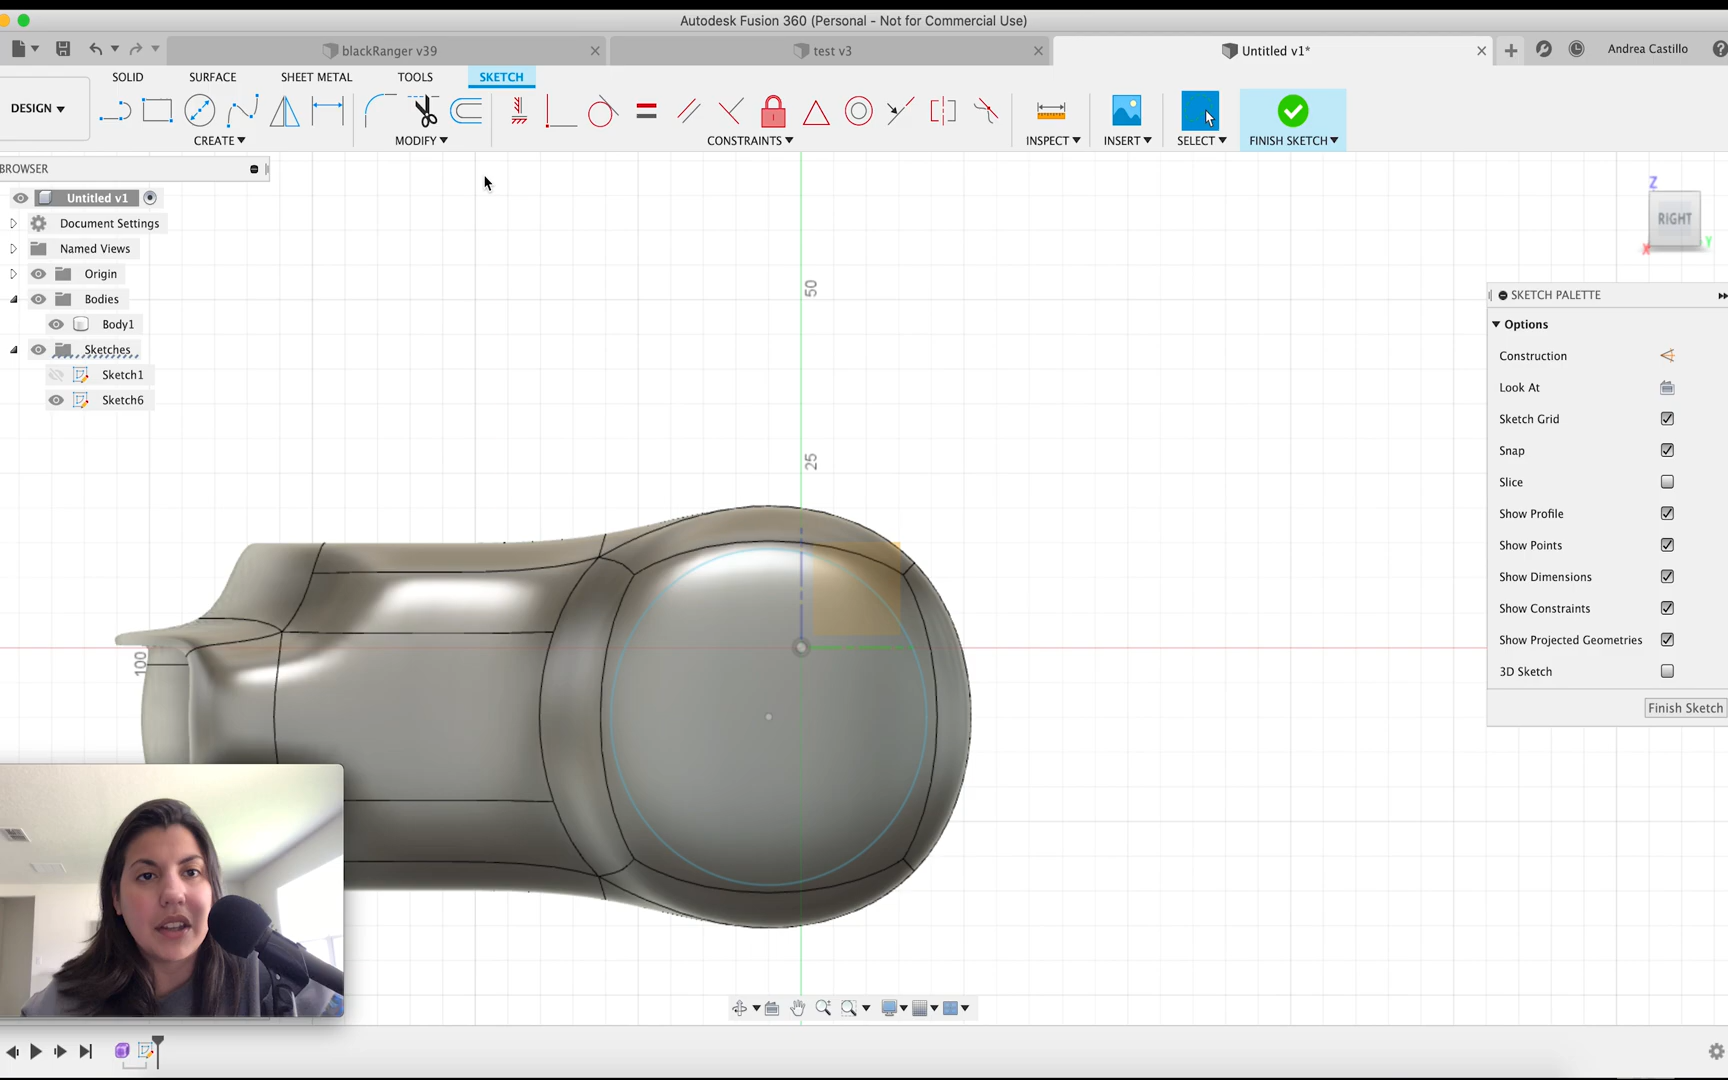 Autodesk Fusion 360 (Personal - Not for Commercial Use)
blackRanger v39
test v3
Untitled v1*
Andrea Castillo
SOLID
SURFACE
SHEET METAL
TOOLS
SKETCH
DESIGN
CREATE
MODIFY
CONSTRAINTS
INSPECT
INSERT
SELECT
FINISH SKETCH
BROWSER
Untitled v1
Document Settings
Named Views
Origin
Bodies
Body1
Sketches
Sketch1
Sketch6
50
25
100
Z
RIGHT
X
Y
SKETCH PALETTE
Options
Construction
Look At
Sketch Grid
Snap
Slice
Show Profile
Show Points
Show Dimensions
Show Constraints
Show Projected Geometries
3D Sketch
Finish Sketch